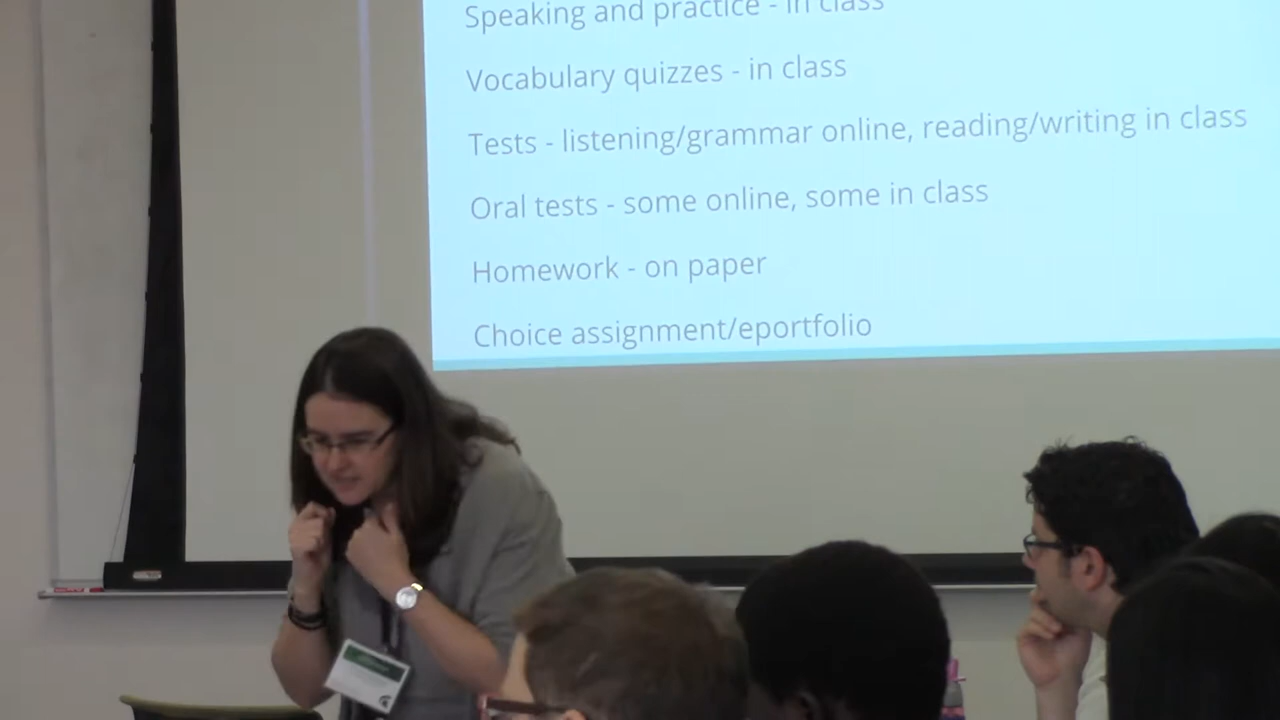 Speaking and practice - in class
Vocabulary quizzes - in class
Tests - listening/grammar online, reading/writing in class
Oral tests - some online, some in class
Homework - on paper
Choice assignment/eportfolio